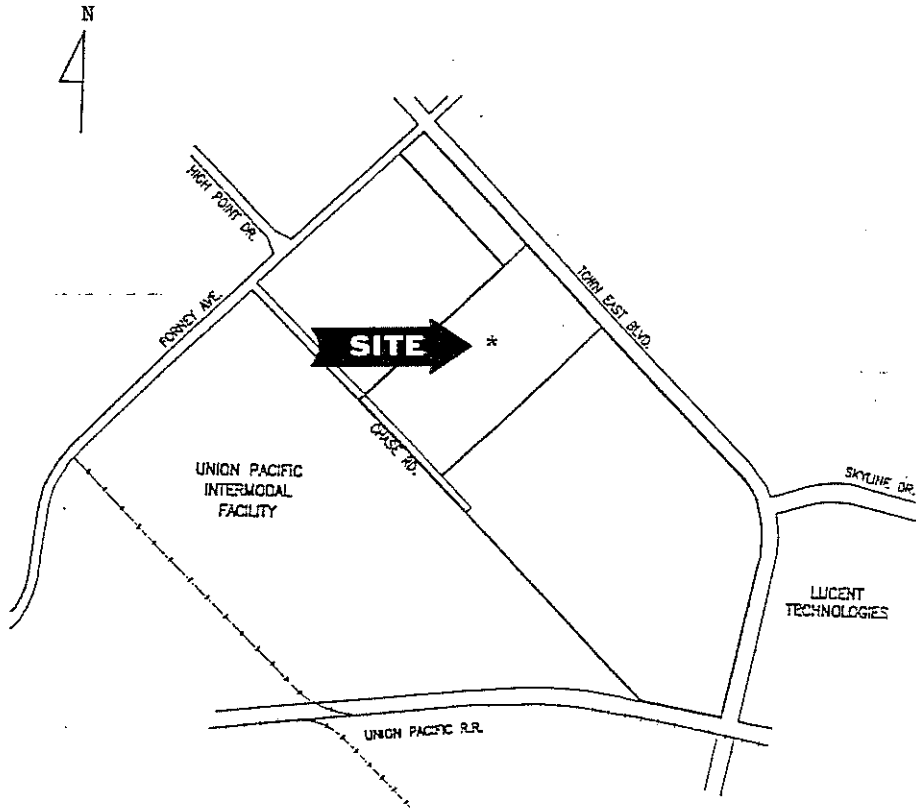 N
HIGH POINT DR.
FORNEY AVE.
TOWN EAST BLVD.
SITE
*
CHASE RD.
UNION PACIFIC
INTERMODAL
FACILITY
SKYLINE DR.
LUCENT
TECHNOLOGIES
UNION PACIFIC R.R.